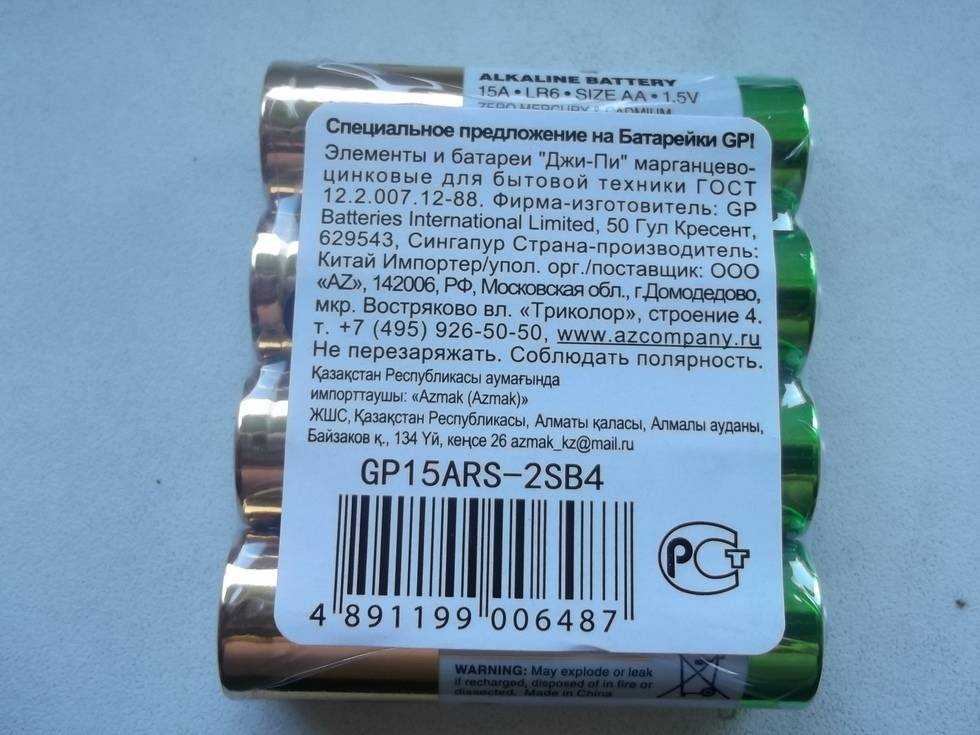 ALKALINE BATTERY
15A • LR6 • SIZE AA • 1.5V
ZERO MERCURY & CADMIUM
Специальное предложение на Батарейки GP!
Элементы и батареи "Джи-Пи" марганцево-
цинковые для бытовой техники ГОСТ
12.2.007.12-88. Фирма-изготовитель: GP
Batteries International Limited, 50 Гул Кресент,
629543, Сингапур Страна-производитель:
Китай Импортер/упол. орг./поставщик: ООО
«AZ», 142006, РФ, Московская обл., г.Домодедово,
мкр. Востряково вл. «Триколор», строение 4.
т. +7 (495) 926-50-50, www.azcompany.ru
Не перезаряжать. Соблюдать полярность.
Қазақстан Республикасы аумағында
импорттаушы: «Azmak (Azmak)»
ЖШС, Қазақстан Республикасы, Алматы қаласы, Алмалы ауданы,
Байзаков қ., 134 Үй, кеңсе 26 azmak_kz@mail.ru
GP15ARS-2SB4
4 891199 006487
РСТ
WARNING: May explode or leak
if recharged, disposed of in fire or
dissected. Made in China